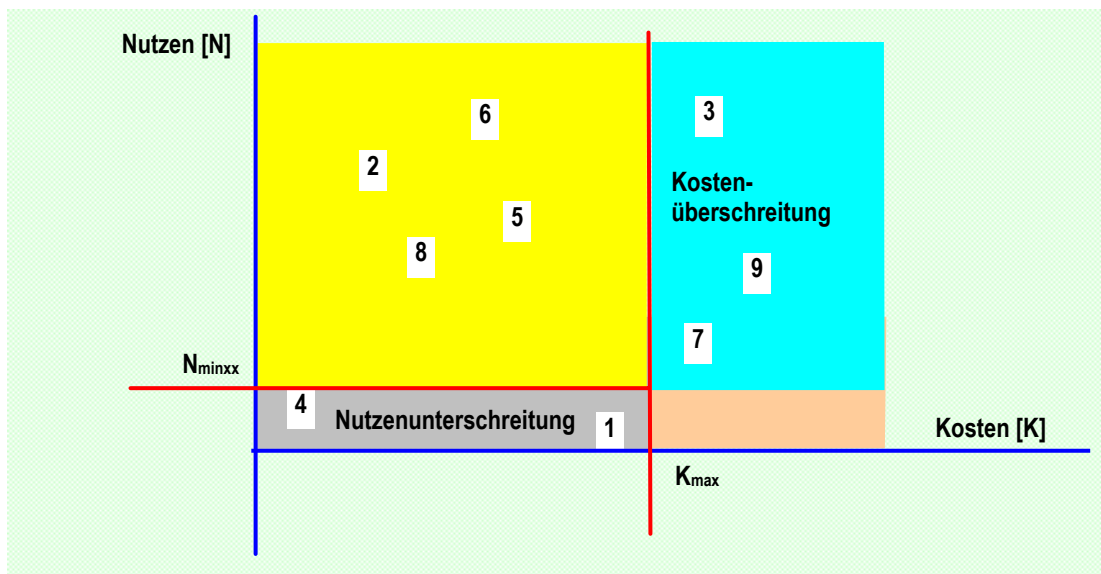 Nutzen [N]
6
3
2
Kosten-
überschreitung
5
8
9
7
Nminxx
4
Nutzenunterschreitung
1
Kosten [K]
Kmax